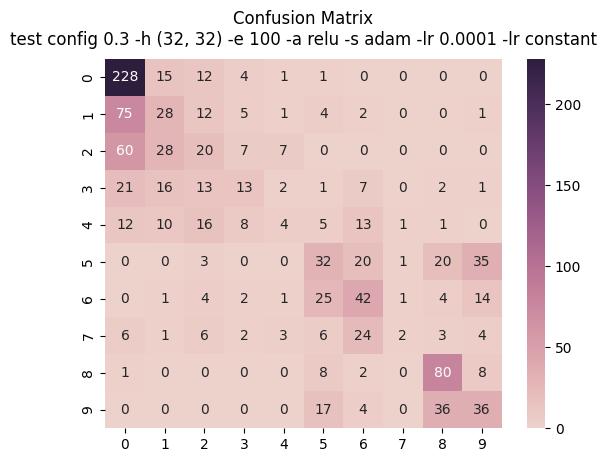 Confusion Matrix
test config 0.3 -h (32, 32) -e 100 -a relu -s adam -lr 0.0001 -lr constant
0 228 15 12 4 1 1 0 0 0 0
1 75 28 12 5 1 4 2 0 0 1
2 60 28 20 7 7 0 0 0 0 0
3 21 16 13 13 2 1 7 0 2 1
4 12 10 16 8 4 5 13 1 1 0
5 0 0 3 0 0 32 20 1 20 35
6 0 1 4 2 1 25 42 1 4 14
7 6 1 6 2 3 6 24 2 3 4
8 1 0 0 0 0 8 2 0 80 8
9 0 0 0 0 0 17 4 0 36 36
0 1 2 3 4 5 6 7 8 9
200
150
100
50
0